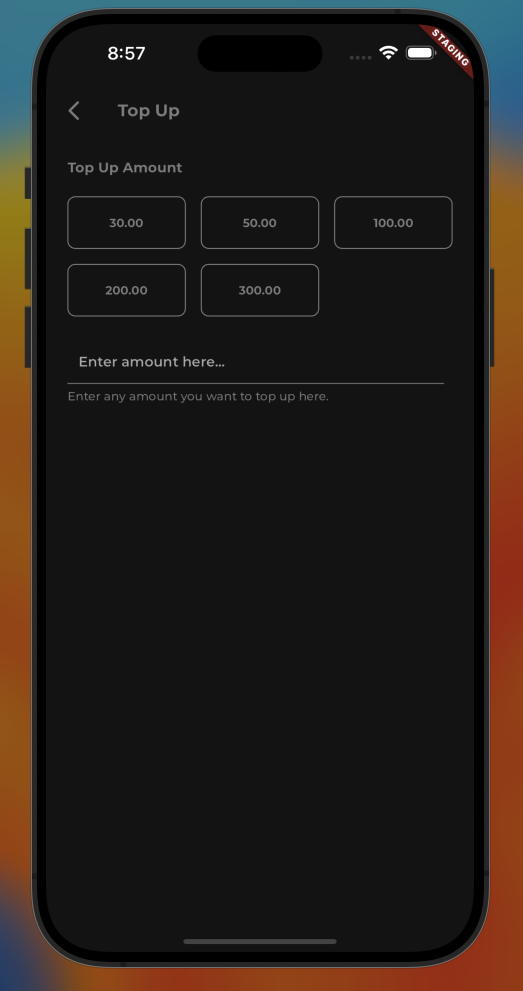 8:57
STAGING
Top Up
Top Up Amount
30.00 50.00 100.00
200.00 300.00
Enter amount here...
Enter any amount you want to top up here.